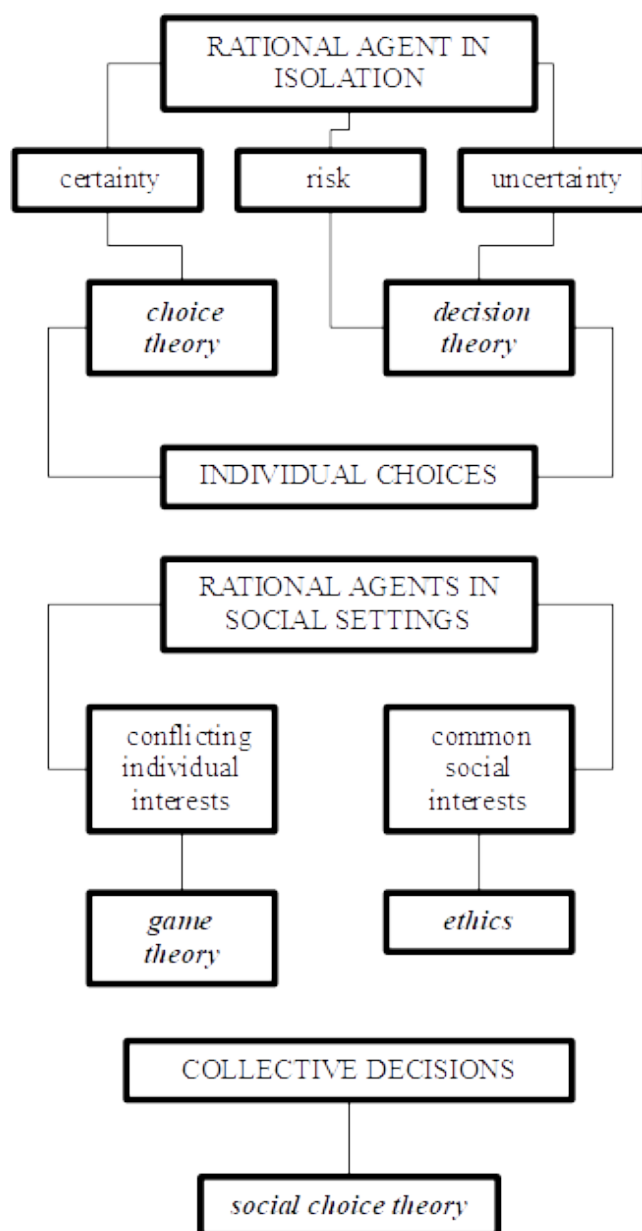 RATIONAL AGENT IN
ISOLATION
certainty
risk
uncertainty
choice
theory
decision
theory
INDIVIDUAL CHOICES
RATIONAL AGENTS IN
SOCIAL SETTINGS
conflicting
individual
interests
common
social
interests
game
theory
ethics
COLLECTIVE DECISIONS
social choice theory